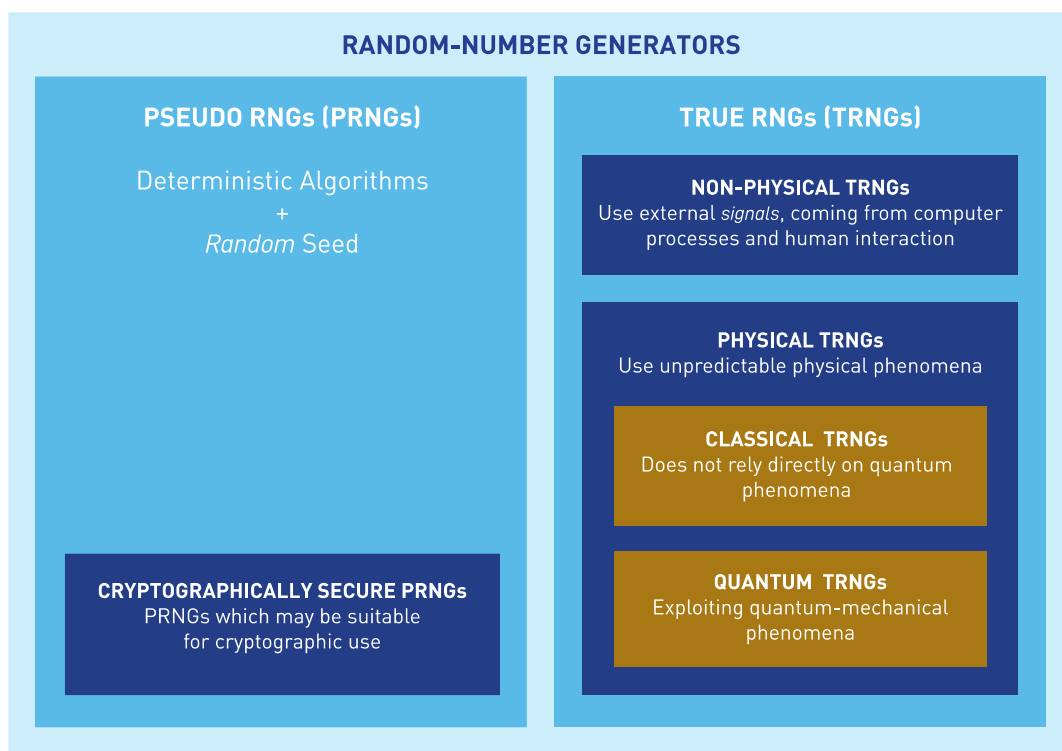 RANDOM-NUMBER GENERATORS
PSEUDO RNGs (PRNGs)
Deterministic Algorithms
+
Random Seed
CRYPTOGRAPHICALLY SECURE PRNGs
PRNGs which may be suitable
for cryptographic use
TRUE RNGs (TRNGs)
NON-PHYSICAL TRNGs
Use external signals, coming from computer
processes and human interaction
PHYSICAL TRNGs
Use unpredictable physical phenomena
CLASSICAL TRNGs
Does not rely directly on quantum
phenomena
QUANTUM TRNGs
Exploiting quantum-mechanical
phenomena